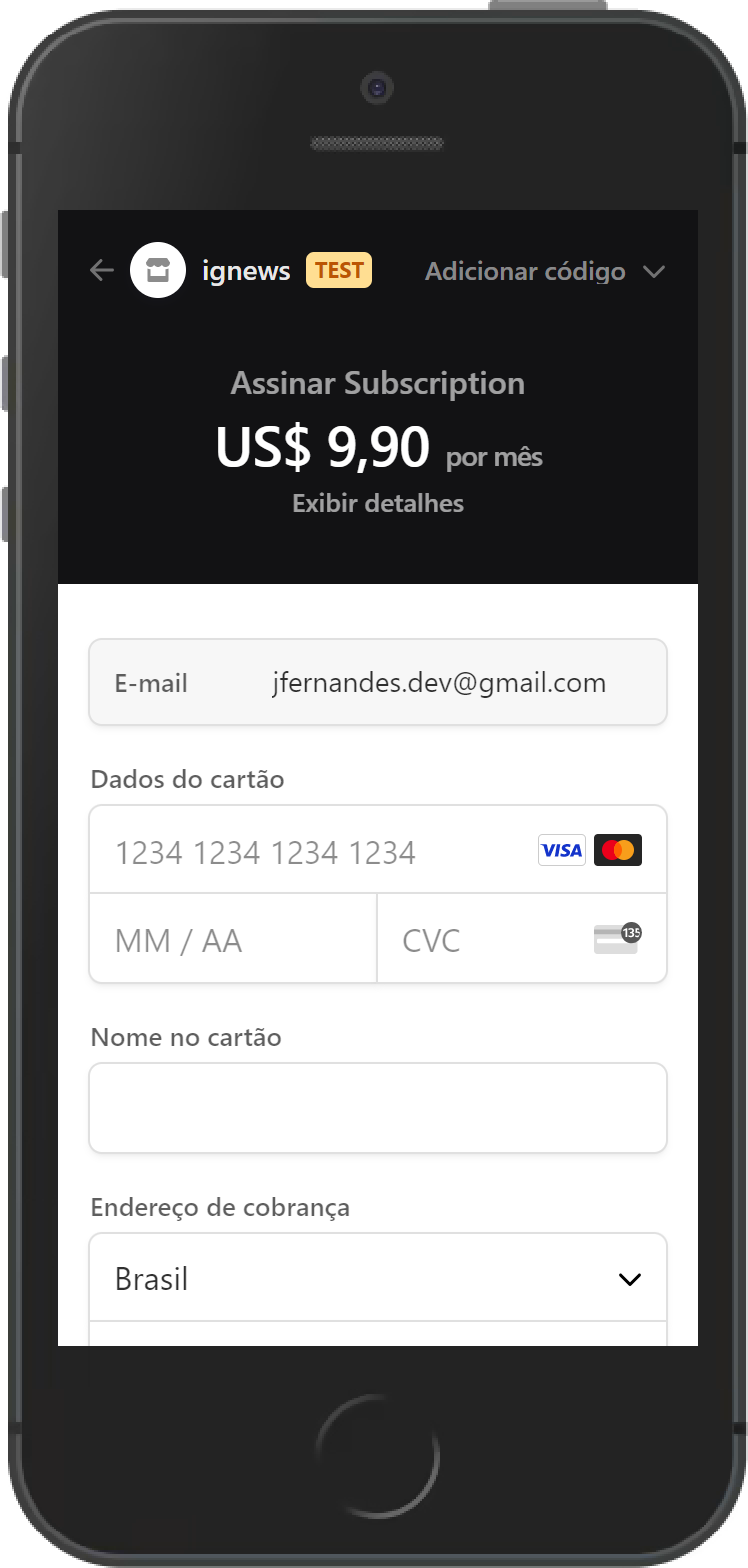 ignews TEST Adicionar código
Assinar Subscription
US$ 9,90 por mês
Exibir detalhes
E-mail jfernandes.dev@gmail.com
Dados do cartão
1234 1234 1234 1234 VISA
MM / AA CVC 135
Nome no cartão
Endereço de cobrança
Brasil